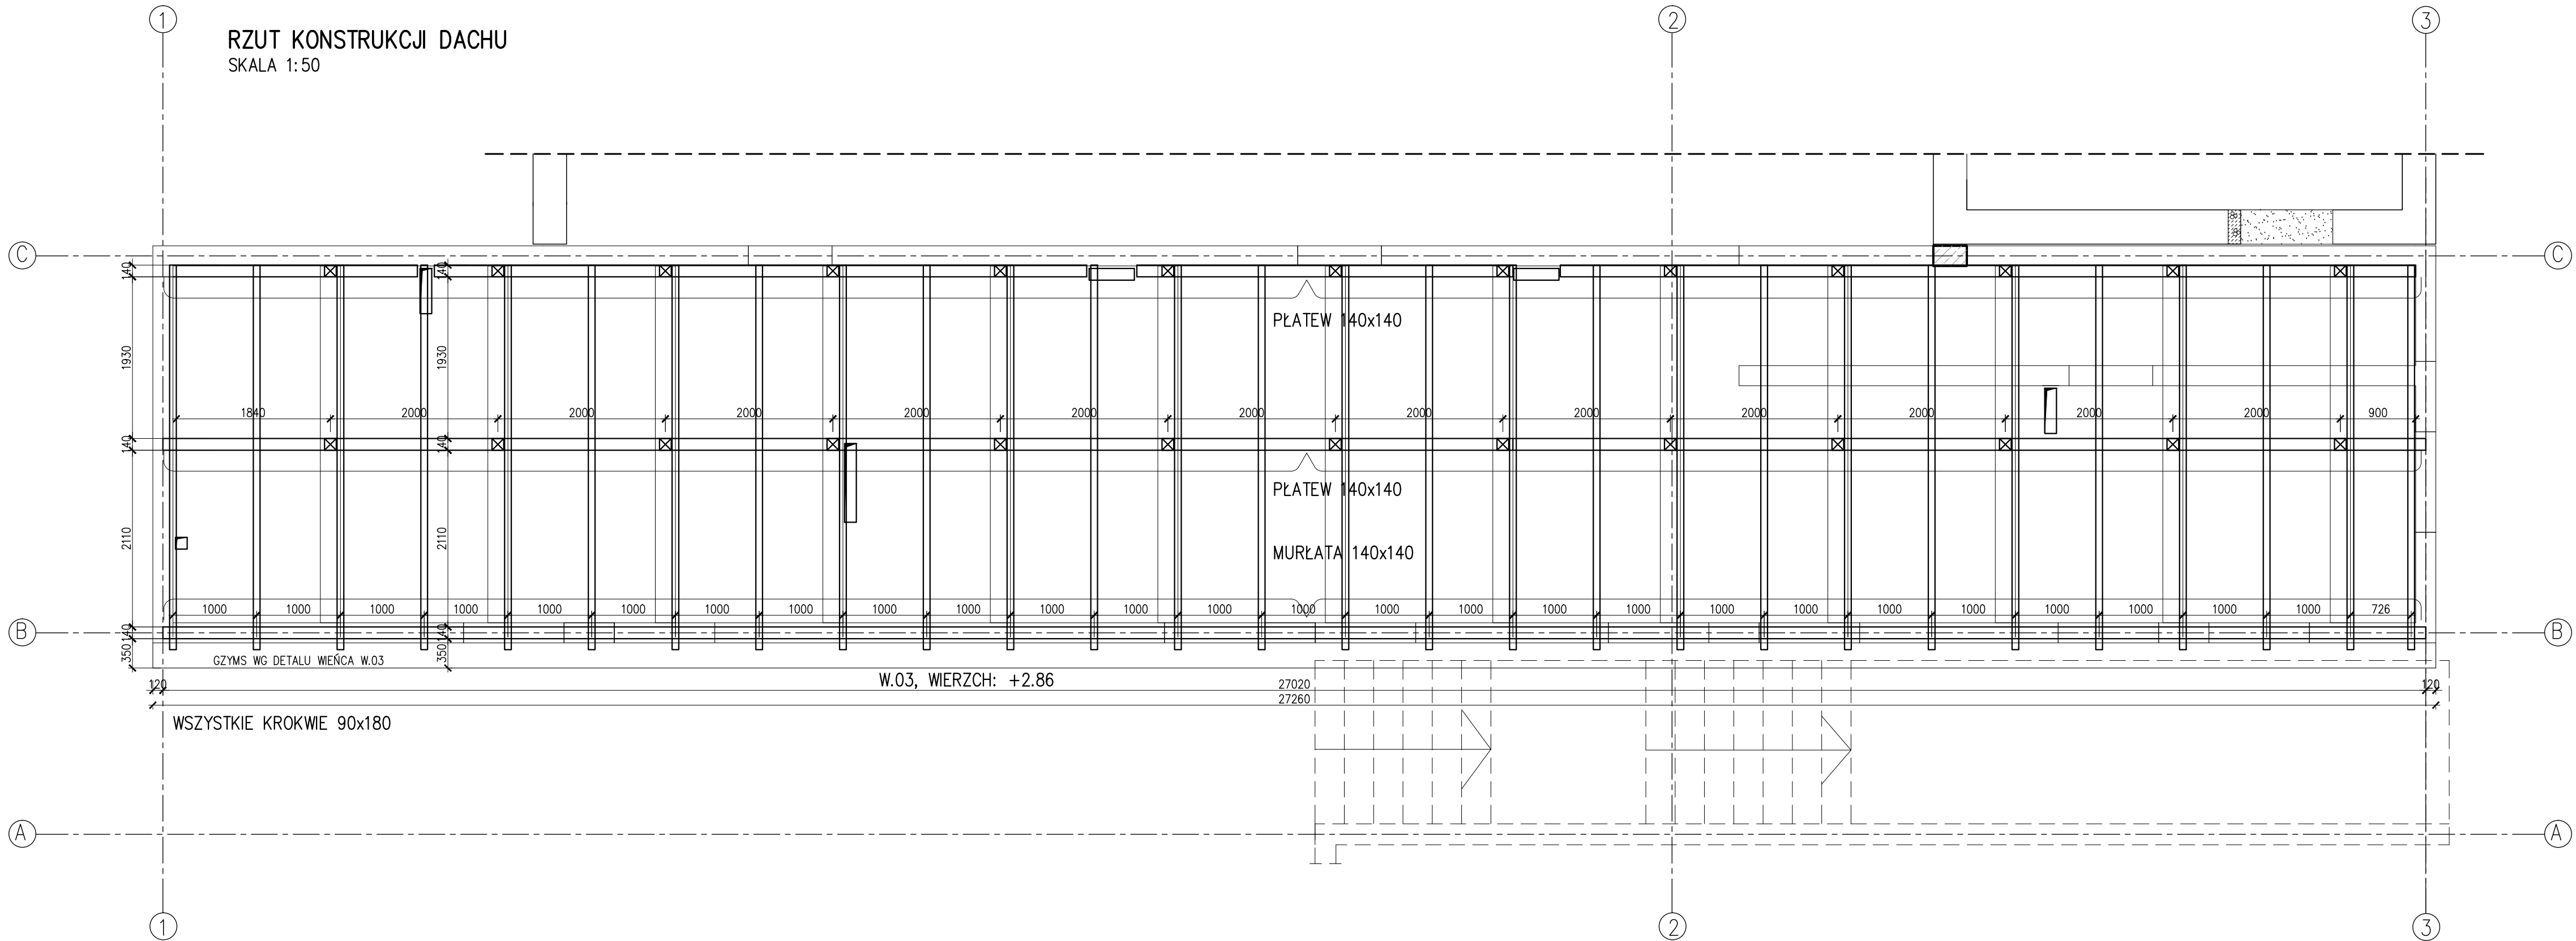 1 2 3
RZUT KONSTRUKCJI DACHU
SKALA 1:50
C C
140 140
PŁATEW 140x140
1930 1930
1840 2000 2000 2000 2000 2000 2000 2000 2000 2000 2000 2000 2000 900
140 140
PŁATEW 140x140
2110 2110
MURŁATA 140x140
1000 1000 1000 1000 1000 1000 1000 1000 1000 1000 1000 1000 1000 1000 1000 1000 1000 1000 1000 1000 1000 1000 1000 1000 1000 1000 726
B 140 140 B
350 350
GZYMS WG DETALU WIEŃCA W.03
W.03, WIERZCH: +2.86
120 27020 120
27260
WSZYSTKIE KROKWIE 90x180
A A
1 2 3